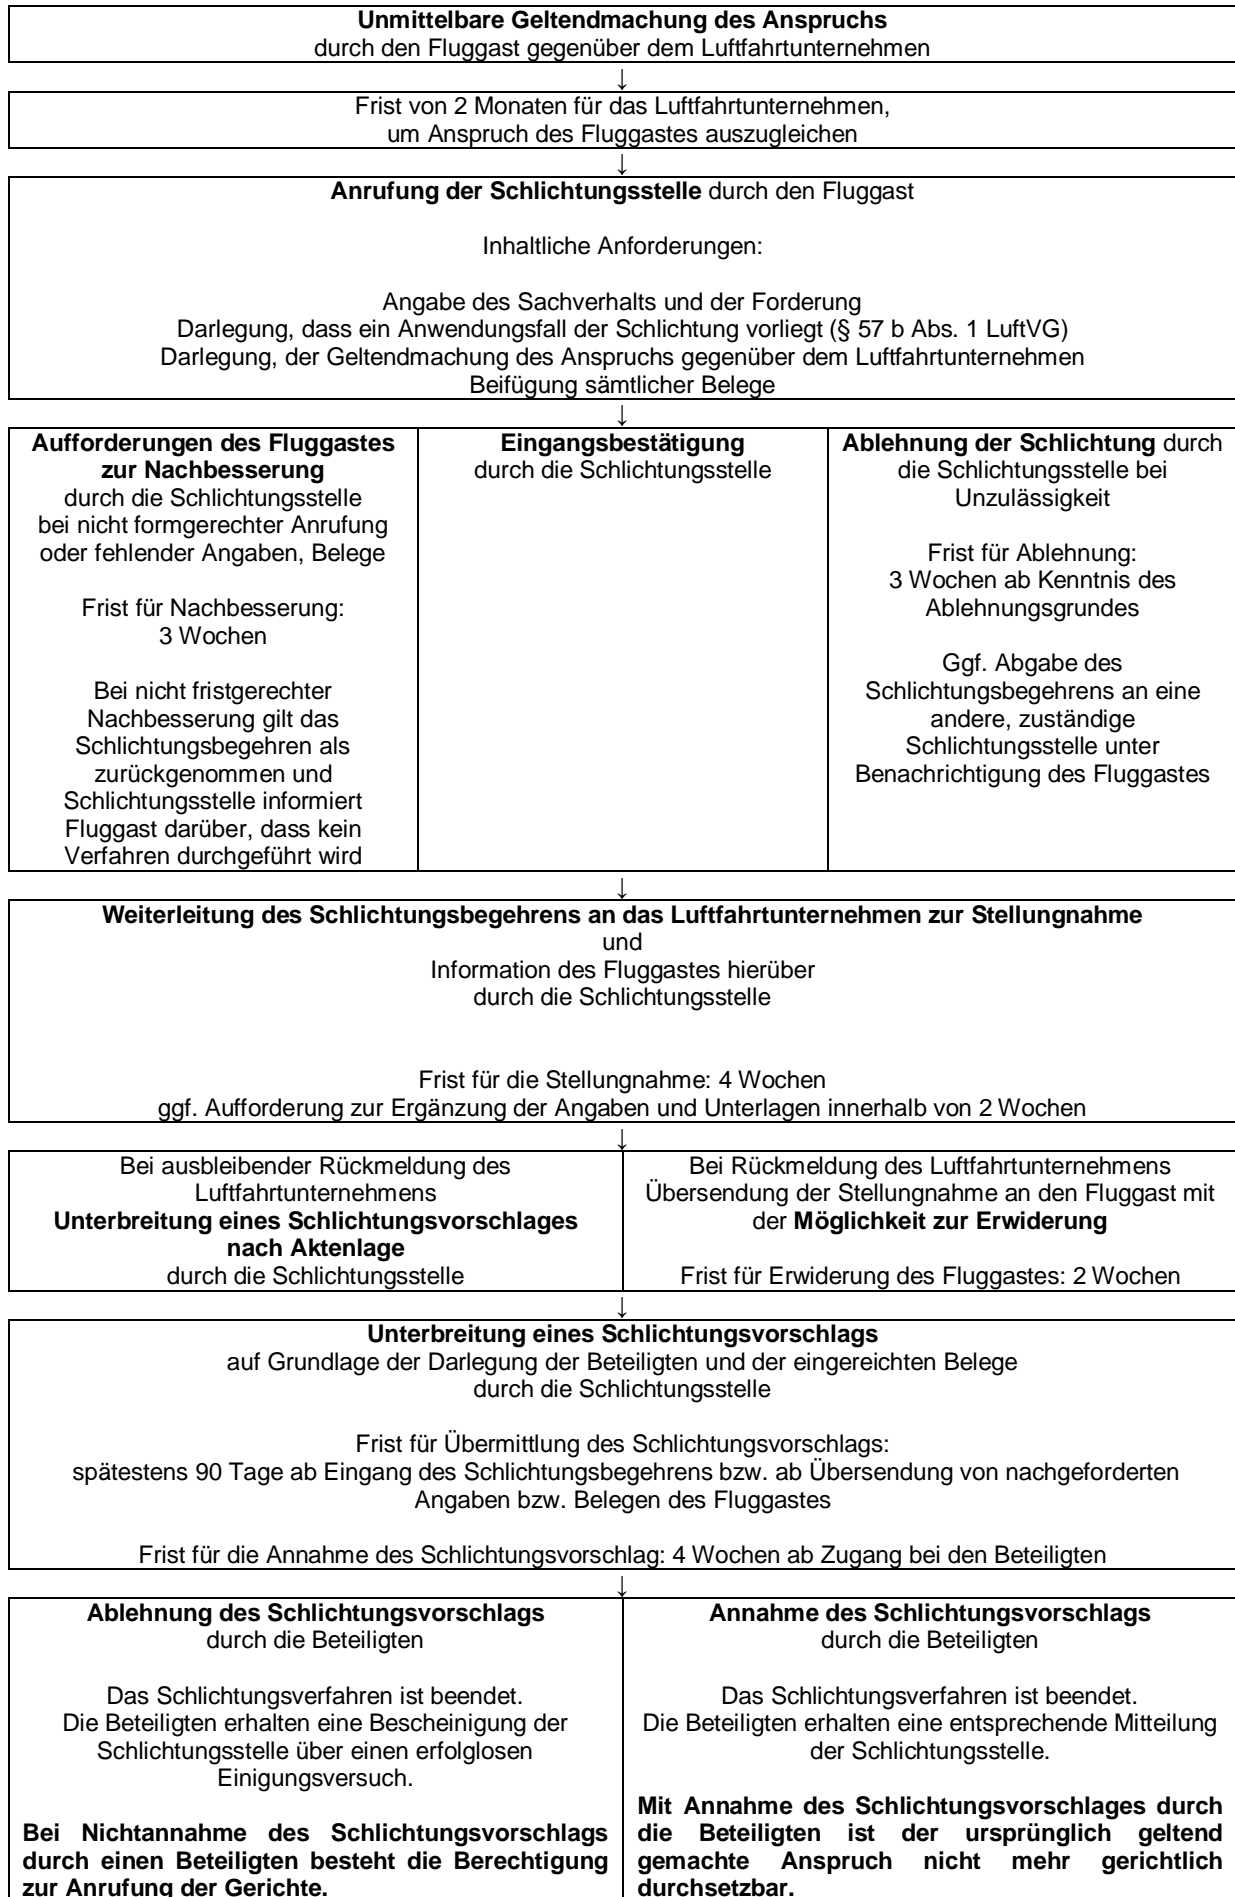 Unmittelbare Geltendmachung des Anspruchs
durch den Fluggast gegenüber dem Luftfahrtunternehmen
↓
Frist von 2 Monaten für das Luftfahrtunternehmen,
um Anspruch des Fluggastes auszugleichen
↓
Anrufung der Schlichtungsstelle durch den Fluggast
Inhaltliche Anforderungen:
Angabe des Sachverhalts und der Forderung
Darlegung, dass ein Anwendungsfall der Schlichtung vorliegt (§ 57 b Abs. 1 LuftVG)
Darlegung, der Geltendmachung des Anspruchs gegenüber dem Luftfahrtunternehmen
Beifügung sämtlicher Belege
↓
Aufforderungen des Fluggastes
zur Nachbesserung
durch die Schlichtungsstelle
bei nicht formgerechter Anrufung
oder fehlender Angaben, Belege
Frist für Nachbesserung:
3 Wochen
Bei nicht fristgerechter
Nachbesserung gilt das
Schlichtungsbegehren als
zurückgenommen und
Schlichtungsstelle informiert
Fluggast darüber, dass kein
Verfahren durchgeführt wird
Eingangsbestätigung
durch die Schlichtungsstelle
Ablehnung der Schlichtung durch
die Schlichtungsstelle bei
Unzulässigkeit
Frist für Ablehnung:
3 Wochen ab Kenntnis des
Ablehnungsgrundes
Ggf. Abgabe des
Schlichtungsbegehrens an eine
andere, zuständige
Schlichtungsstelle unter
Benachrichtigung des Fluggastes
↓
Weiterleitung des Schlichtungsbegehrens an das Luftfahrtunternehmen zur Stellungnahme
und
Information des Fluggastes hierüber
durch die Schlichtungsstelle
Frist für die Stellungnahme: 4 Wochen
ggf. Aufforderung zur Ergänzung der Angaben und Unterlagen innerhalb von 2 Wochen
↓
Bei ausbleibender Rückmeldung des
Luftfahrtunternehmens
Unterbreitung eines Schlichtungsvorschlages
nach Aktenlage
durch die Schlichtungsstelle
Bei Rückmeldung des Luftfahrtunternehmens
Übersendung der Stellungnahme an den Fluggast mit
der Möglichkeit zur Erwiderung
Frist für Erwiderung des Fluggastes: 2 Wochen
↓
Unterbreitung eines Schlichtungsvorschlags
auf Grundlage der Darlegung der Beteiligten und der eingereichten Belege
durch die Schlichtungsstelle
Frist für Übermittlung des Schlichtungsvorschlags:
spätestens 90 Tage ab Eingang des Schlichtungsbegehrens bzw. ab Übersendung von nachgeforderten
Angaben bzw. Belegen des Fluggastes
Frist für die Annahme des Schlichtungsvorschlag: 4 Wochen ab Zugang bei den Beteiligten
↓
Ablehnung des Schlichtungsvorschlags
durch die Beteiligten
Das Schlichtungsverfahren ist beendet.
Die Beteiligten erhalten eine Bescheinigung der
Schlichtungsstelle über einen erfolglosen
Einigungsversuch.
Bei Nichtannahme des Schlichtungsvorschlags
durch einen Beteiligten besteht die Berechtigung
zur Anrufung der Gerichte.
Annahme des Schlichtungsvorschlags
durch die Beteiligten
Das Schlichtungsverfahren ist beendet.
Die Beteiligten erhalten eine entsprechende Mitteilung
der Schlichtungsstelle.
Mit Annahme des Schlichtungsvorschlages durch
die Beteiligten ist der ursprünglich geltend
gemachte Anspruch nicht mehr gerichtlich
durchsetzbar.